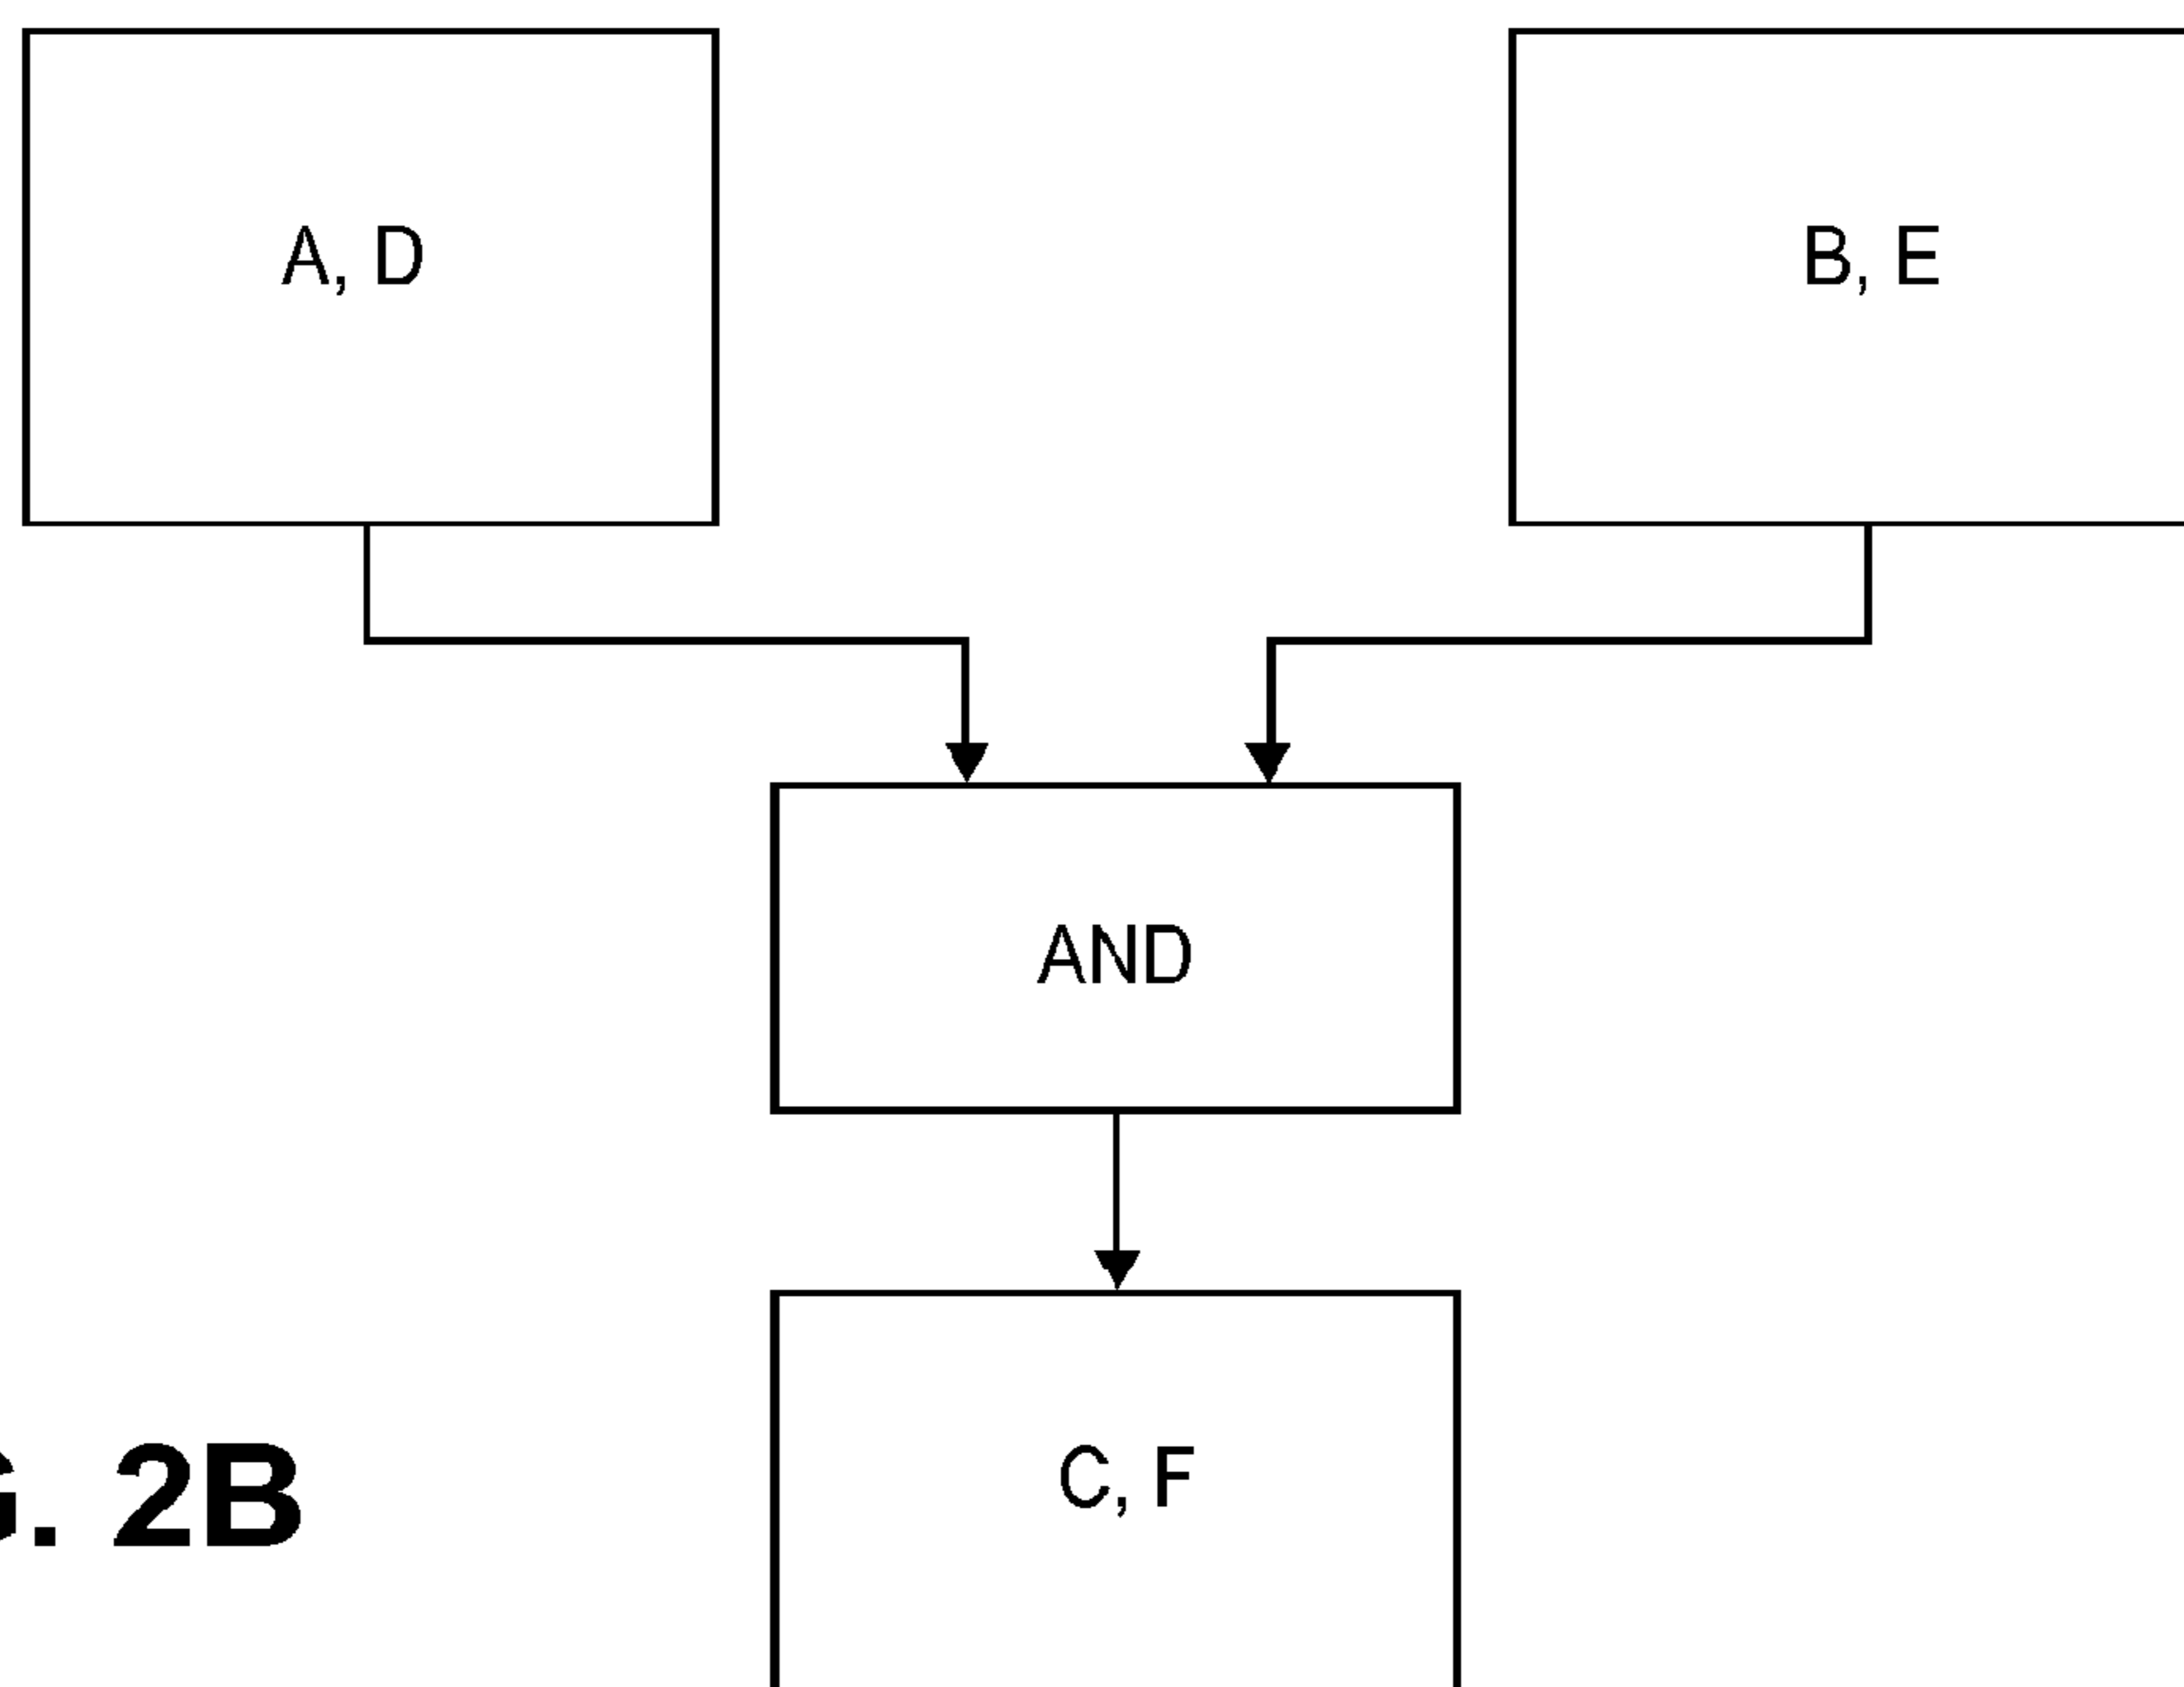 A, D
B, E
AND
C, F
. 2B